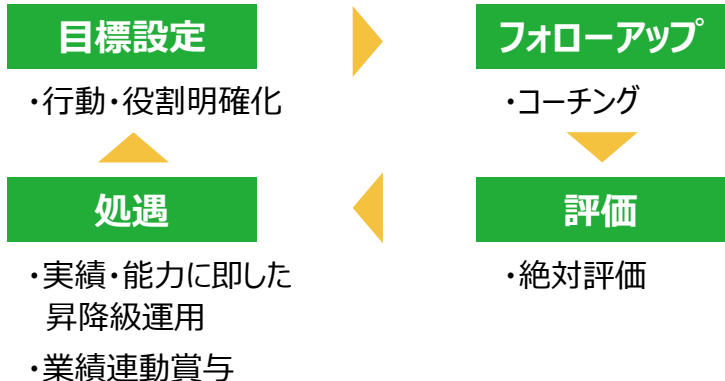 目標設定
・行動・役割明確化
フォローアップ
・コーチング
処遇
・実績・能力に即した
昇降級運用
・業績連動賞与
評価
・絶対評価